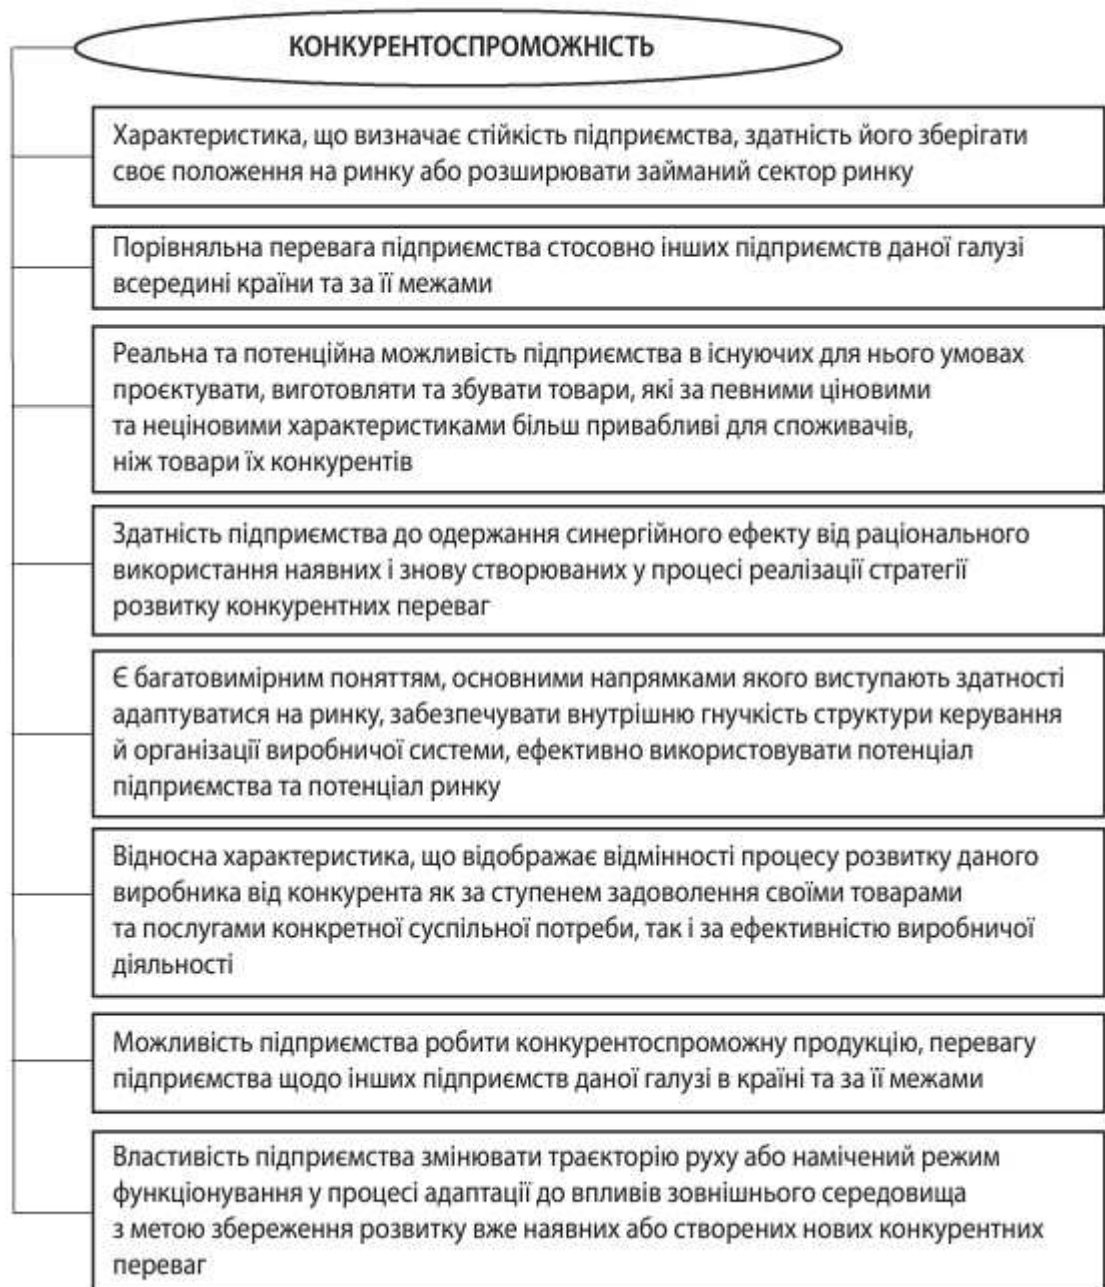 КОНКУРЕНТОСПРОМОЖНІСТЬ
Характеристика, що визначає стійкість підприємства, здатність його зберігати
своє положення на ринку або розширювати займаний сектор ринку
Порівняльна перевага підприємства стосовно інших підприємств даної галузі
всередині країни та за її межами
Реальна та потенційна можливість підприємства в існуючих для нього умовах
проєктувати, виготовляти та збувати товари, які за певними ціновими
та неціновими характеристиками більш привабливі для споживачів,
ніж товари їх конкурентів
Здатність підприємства до одержання синергійного ефекту від раціонального
використання наявних і знову створюваних у процесі реалізації стратегії
розвитку конкурентних переваг
Є багатовимірним поняттям, основними напрямками якого виступають здатності
адаптуватися на ринку, забезпечувати внутрішню гнучкість структури керування
й організації виробничої системи, ефективно використовувати потенціал
підприємства та потенціал ринку
Відносна характеристика, що відображає відмінності процесу розвитку даного
виробника від конкурента як за ступенем задоволення своїми товарами
та послугами конкретної суспільної потреби, так і за ефективністю виробничої
діяльності
Можливість підприємства робити конкурентоспроможну продукцію, перевагу
підприємства щодо інших підприємств даної галузі в країні та за її межами
Властивість підприємства змінювати траєкторію руху або намічений режим
функціонування у процесі адаптації до впливів зовнішнього середовища
з метою збереження розвитку вже наявних або створених нових конкурентних
переваг